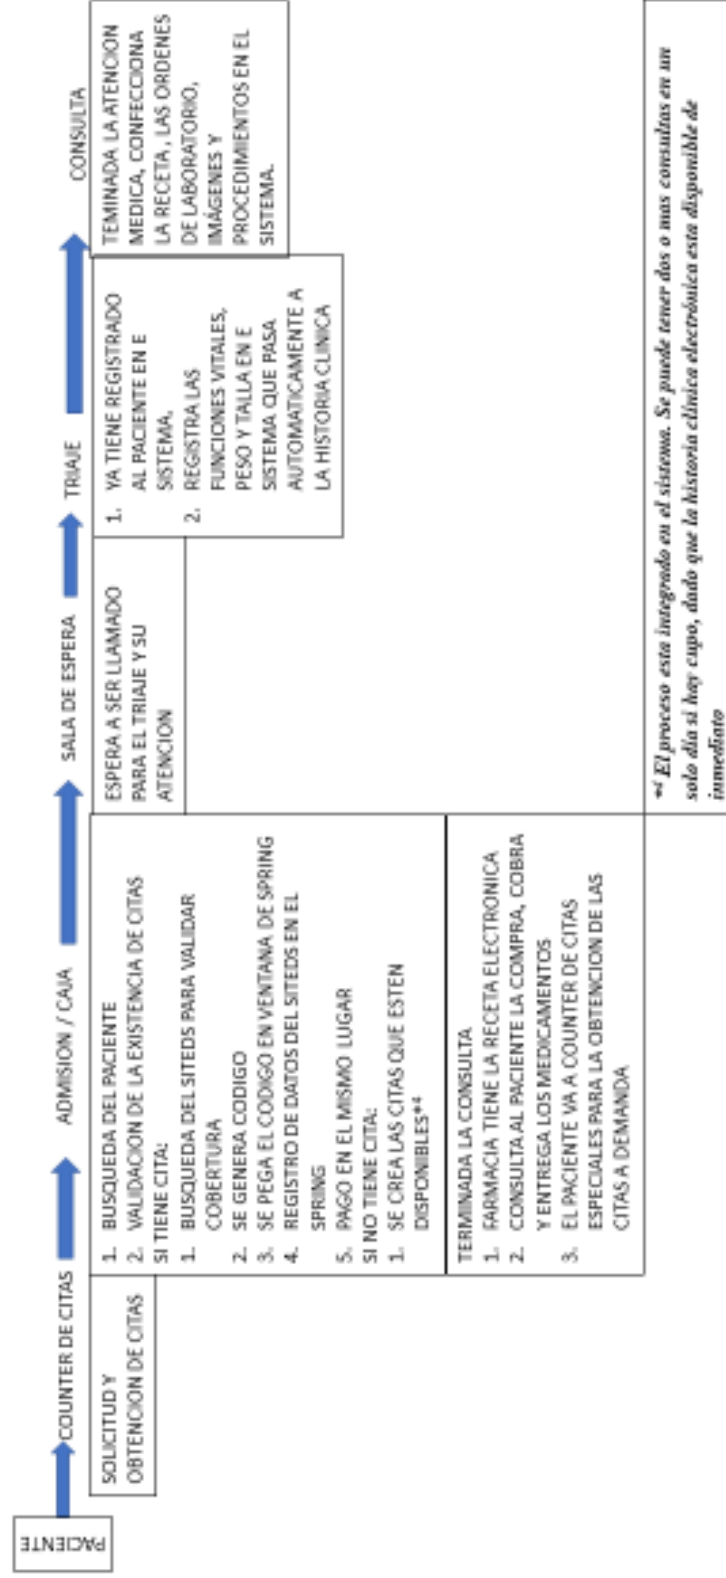 PACIENTE
COUNTER DE CITAS
ADMISION / CAJA
SALA DE ESPERA
TRIAJE
CONSULTA
SOLICITUD Y
OBTENCION DE CITAS
1. BUSQUEDA DEL PACIENTE
2. VALIDACION DE LA EXISTENCIA DE CITAS
SI TIENE CITA:
1. BUSQUEDA DEL SITEDS PARA VALIDAR
COBERTURA
2. SE GENERA CODIGO
3. SE PEGA EL CODIGO EN VENTANA DE SPRING
4. REGISTRO DE DATOS DEL SITEDS EN EL
SPRING
5. PAGO EN EL MISMO LUGAR
SI NO TIENE CITA:
1. SE CREA LAS CITAS QUE ESTEN
DISPONIBLES*4
TERMINADA LA CONSULTA
1. FARMACIA TIENE LA RECETA ELECTRONICA
2. CONSULTA AL PACIENTE LA COMPRA, COBRA
Y ENTREGA LOS MEDICAMENTOS
3. EL PACIENTE VA A COUNTER DE CITAS
ESPECIALES PARA LA OBTENCION DE LAS
CITAS A DEMANDA
ESPERA A SER LLAMADO
PARA EL TRIAJE Y SU
ATENCION
1. YA TIENE REGISTRADO
AL PACIENTE EN E
SISTEMA.
2. REGISTRA LAS
FUNCIONES VITALES,
PESO Y TALLA EN E
SISTEMA QUE PASA
AUTOMATICAMENTE A
LA HISTORIA CLINICA
TEMINADA LA ATENCION
MEDICA, CONFECCIONA
LA RECETA, LAS ORDENES
DE LABORATORIO,
IMÁGENES Y
PROCEDIMIENTOS EN EL
SISTEMA.
*4 El proceso esta integrado en el sistema. Se puede tener dos o mas consultas en un
solo día si hay cupo, dado que la historia clínica electrónica esta disponible de
inmediato